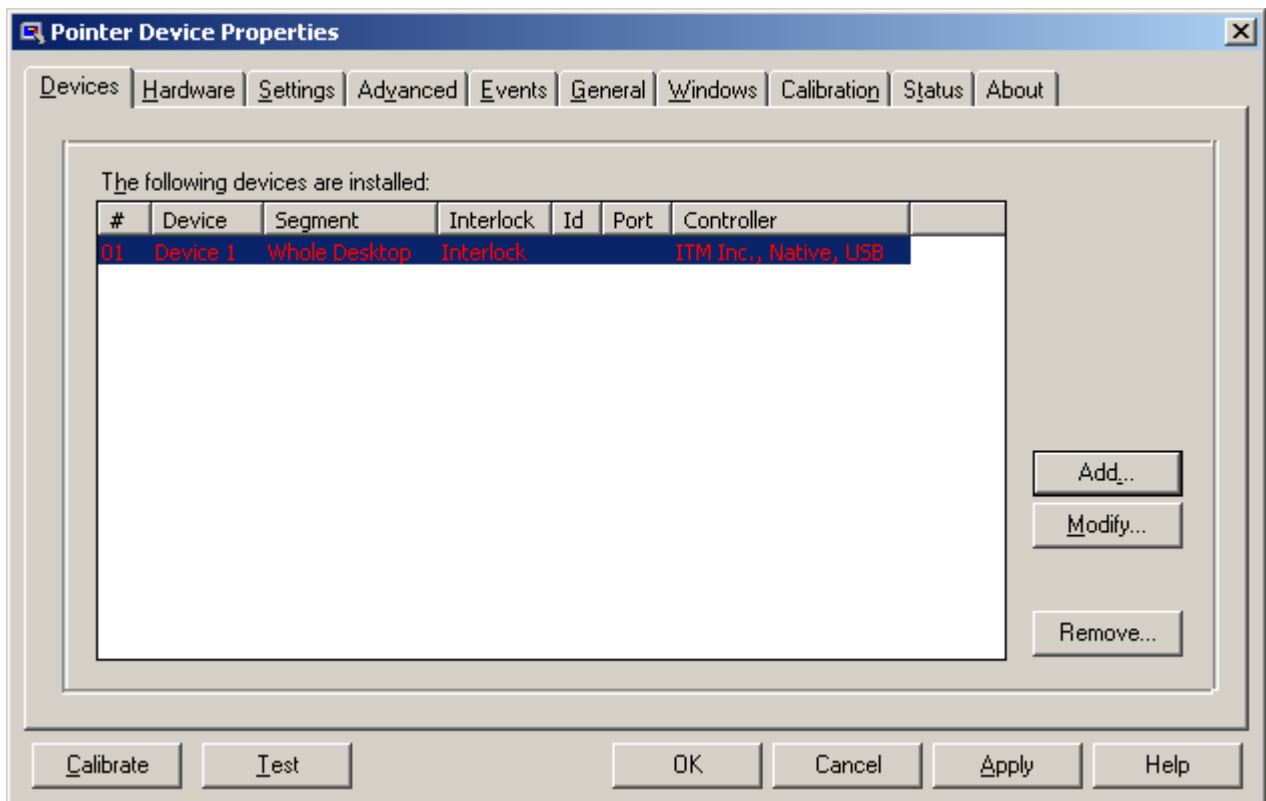 Pointer Device Properties
Devices Hardware Settings Advanced Events General Windows Calibration Status About
The following devices are installed:
# Device Segment Interlock Id Port Controller
01 Device 1 Whole Desktop Interlock ITM Inc., Native, USB
Add...
Modify...
Remove...
Calibrate Test OK Cancel Apply Help